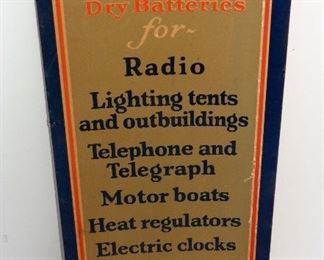 Dry Batteries
for~
Radio
Lighting tents
and outbuildings
Telephone and
Telegraph
Motor boats
Heat regulators
Electric clocks